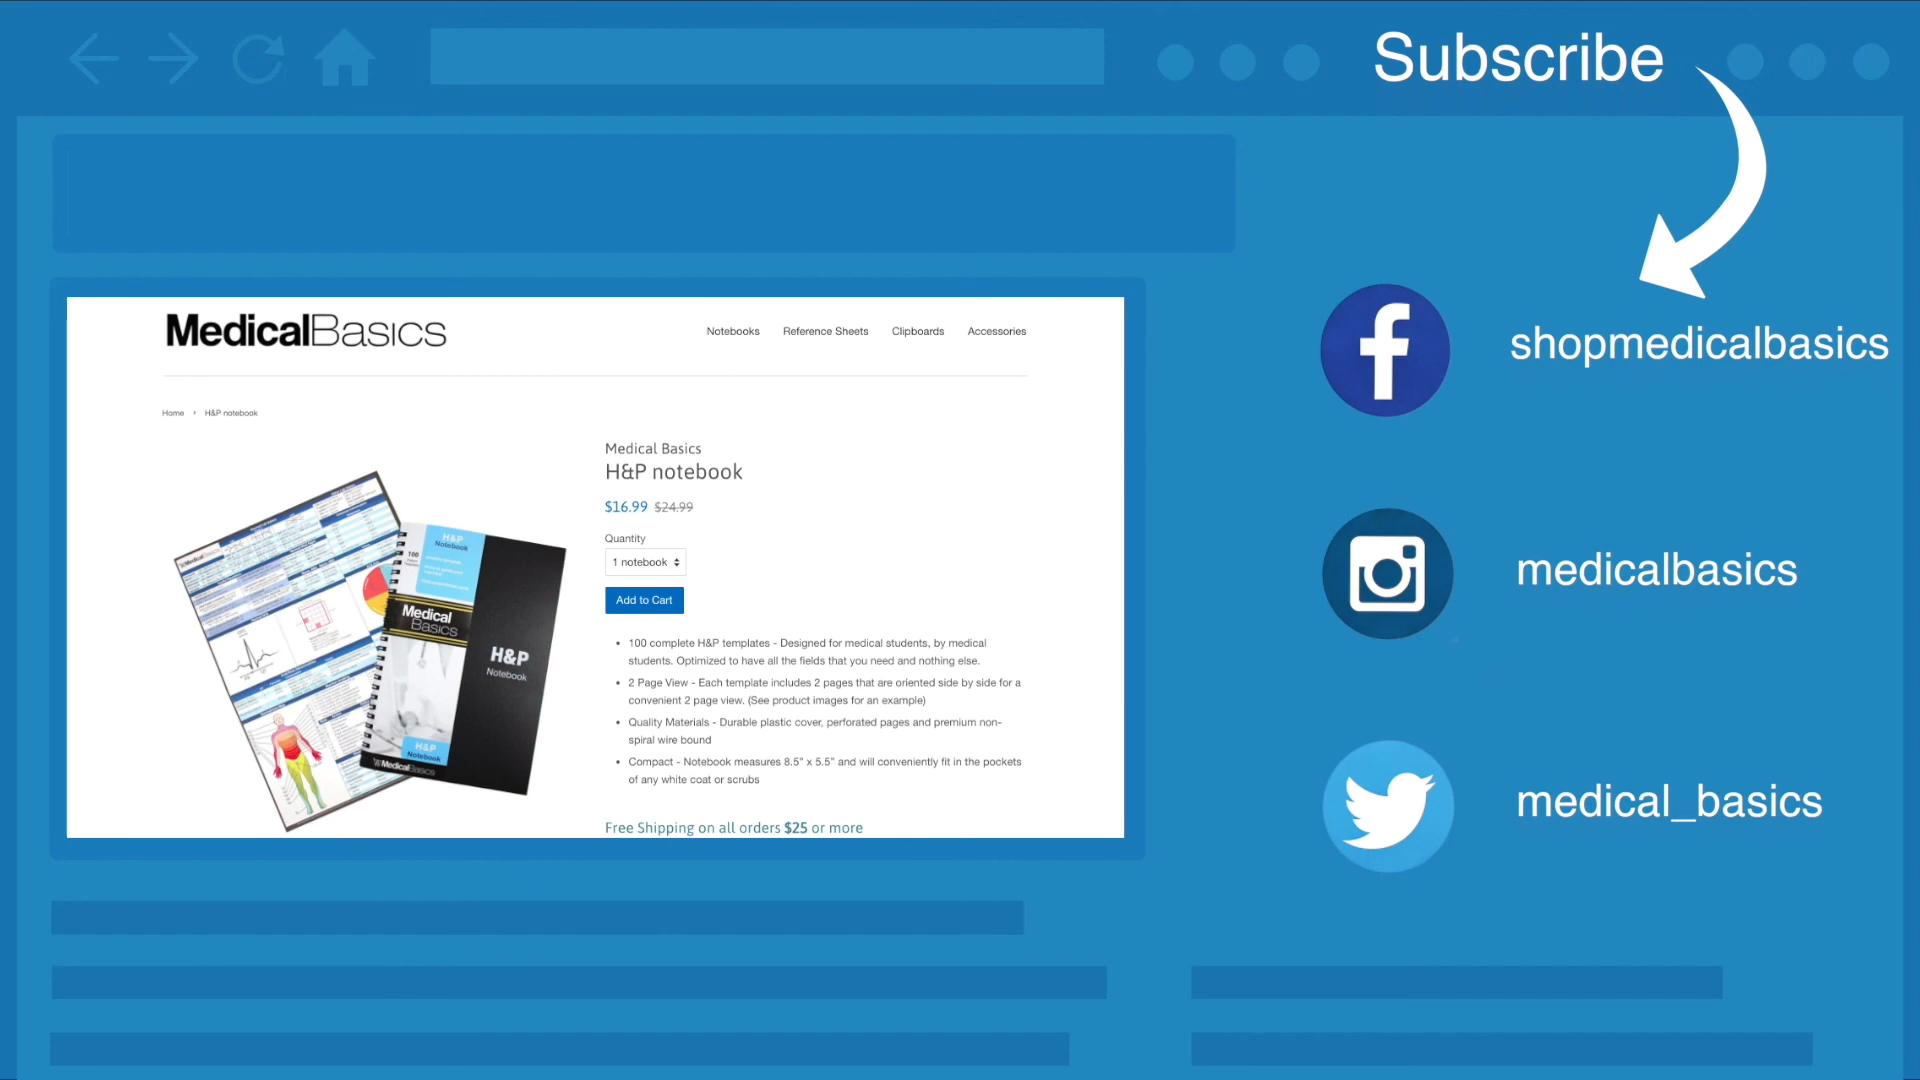 Subscribe
MedicalBasics
Notebooks Reference Sheets Clipboards Accessories
Home › H&P notebook
Medical Basics
H&P notebook
$16.99 $24.99
Quantity
1 notebook
Add to Cart
• 100 complete H&P templates - Designed for medical students, by medical
students. Optimized to have all the fields that you need and nothing else.
• 2 Page View - Each template includes 2 pages that are oriented side by side for a
convenient 2 page view. (See product images for an example)
• Quality Materials - Durable plastic cover, perforated pages and premium non-
spiral wire bound
• Compact - Notebook measures 8.5" x 5.5" and will conveniently fit in the pockets
of any white coat or scrubs
Free Shipping on all orders $25 or more
H&P
Notebook
100
Medical
Basics
H&P
Notebook
H&P
Notebook
MedicalBasics
shopmedicalbasics
medicalbasics
medical_basics